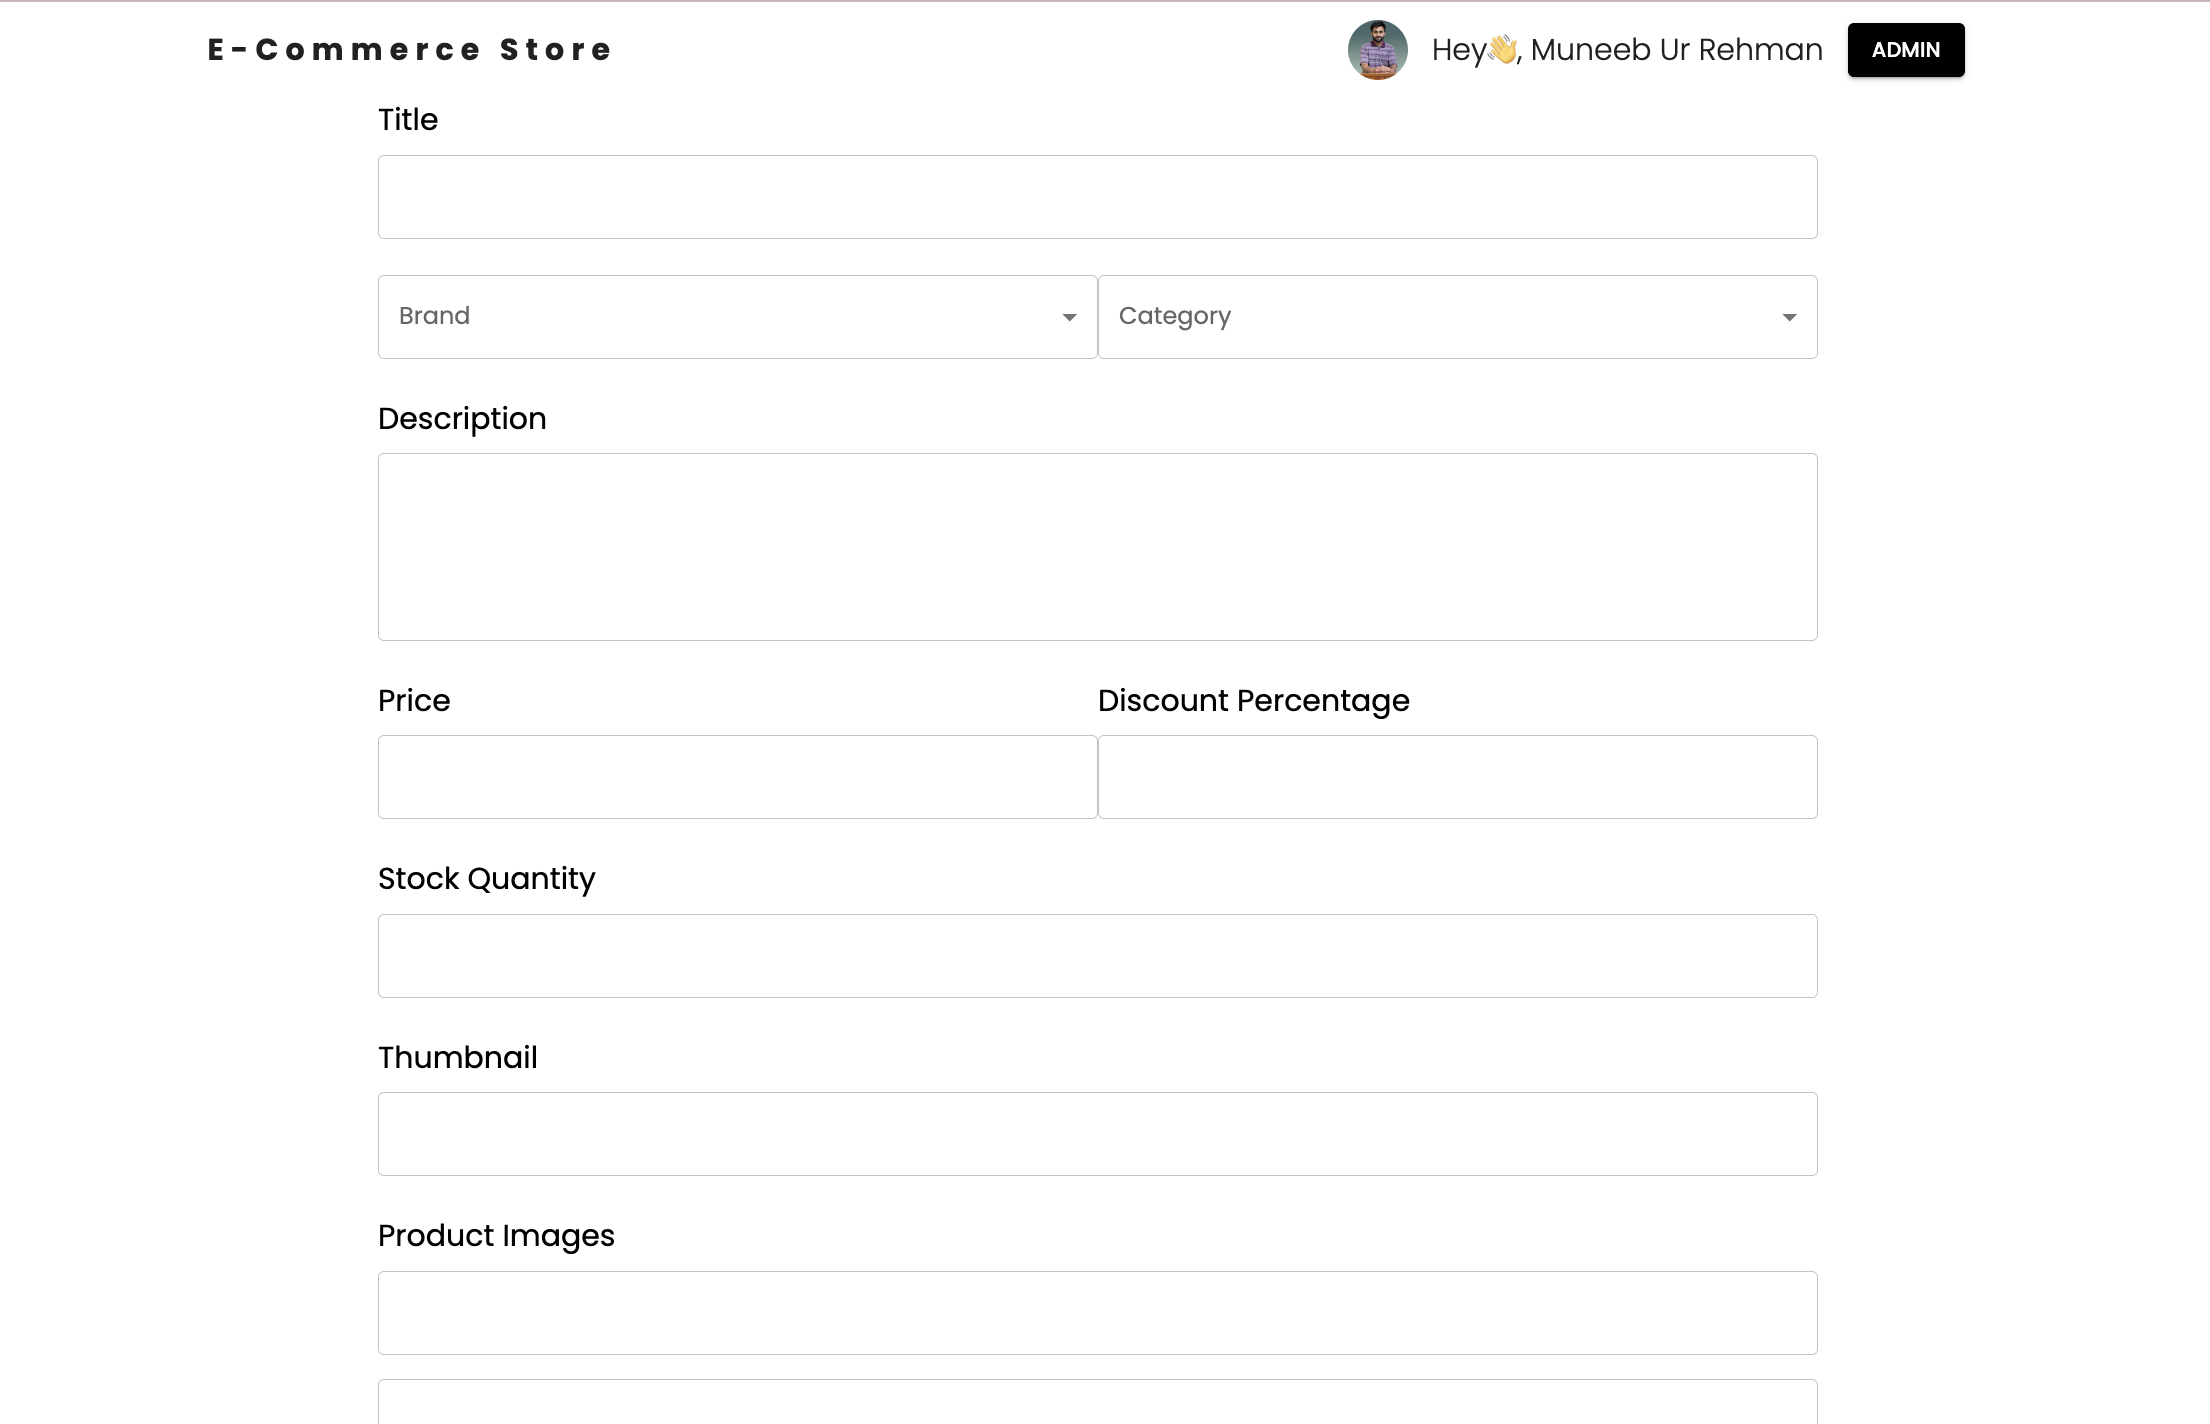 E-Commerce Store
Hey👋, Muneeb Ur Rehman
ADMIN
Title
Brand
Category
Description
Price
Discount Percentage
Stock Quantity
Thumbnail
Product Images